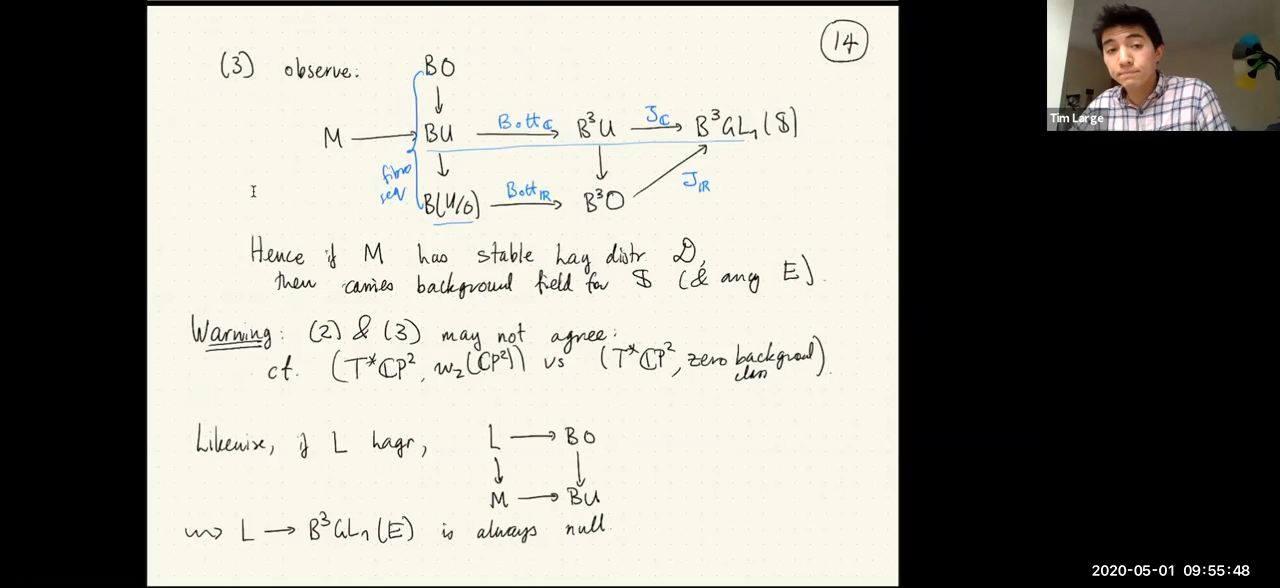 14
(3) observe:
BO
M → BU —Bott_ℂ→ B³U —J_ℂ→ B³GL₁(𝕊)
fibre seq
B(U/O) —Bott_ℝ→ B³O J_ℝ
Hence if M has stable lag distr. D,
then carries background field for 𝕊 (& any E).
Warning: (2) & (3) may not agree:
cf. (T*ℂP², w₂(ℂP²)) vs (T*ℂP², zero background class).
Likewise, if L lagr,
L → BO
M → BU
⇝ L → B³GL₁(E) is always null.
Tim Large
2020-05-01 09:55:48